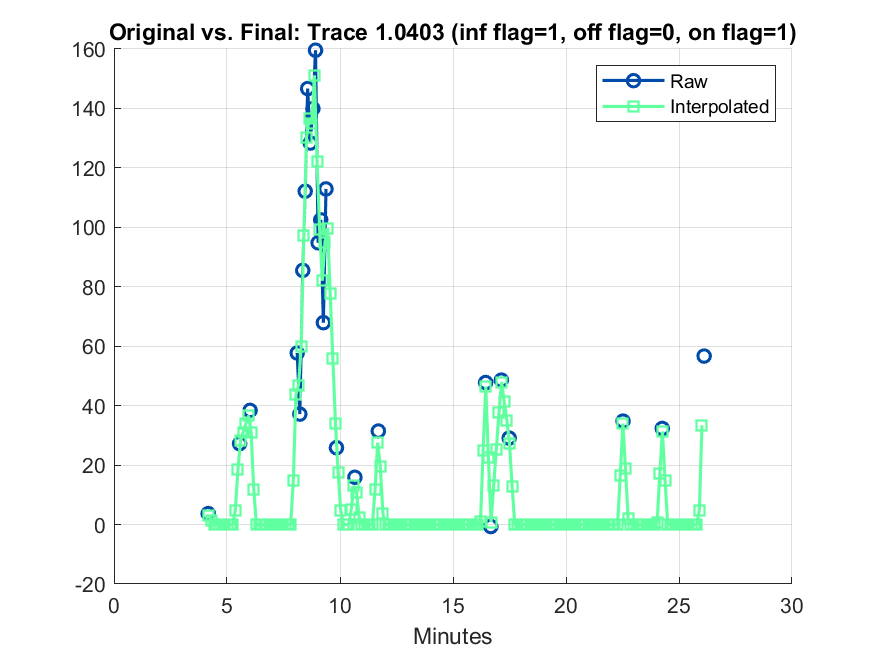 Original vs. Final: Trace 1.0403 (inf flag=1, off flag=0, on flag=1)
Raw
Interpolated
160
140
120
100
80
60
40
20
0
-20
0 5 10 15 20 25 30
Minutes